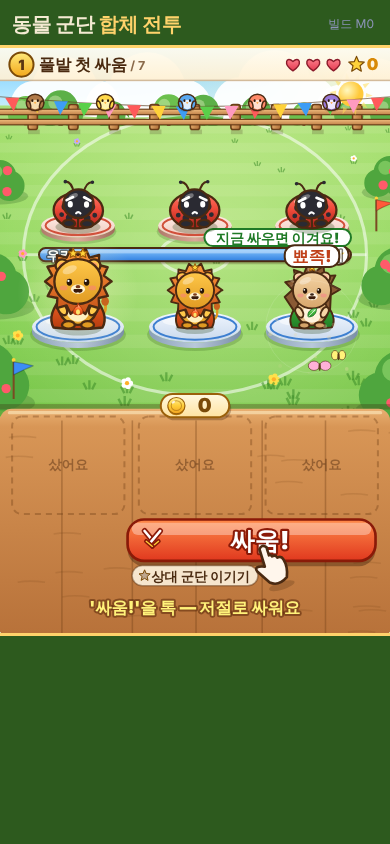 동물 군단 합체 전투
빌드 M0
1 풀밭 첫 싸움 / 7
0
지금 싸우면 이겨요!
뾰족!
0
샀어요
샀어요
샀어요
싸움!
상대 군단 이기기
'싸움!'을 톡 — 저절로 싸워요